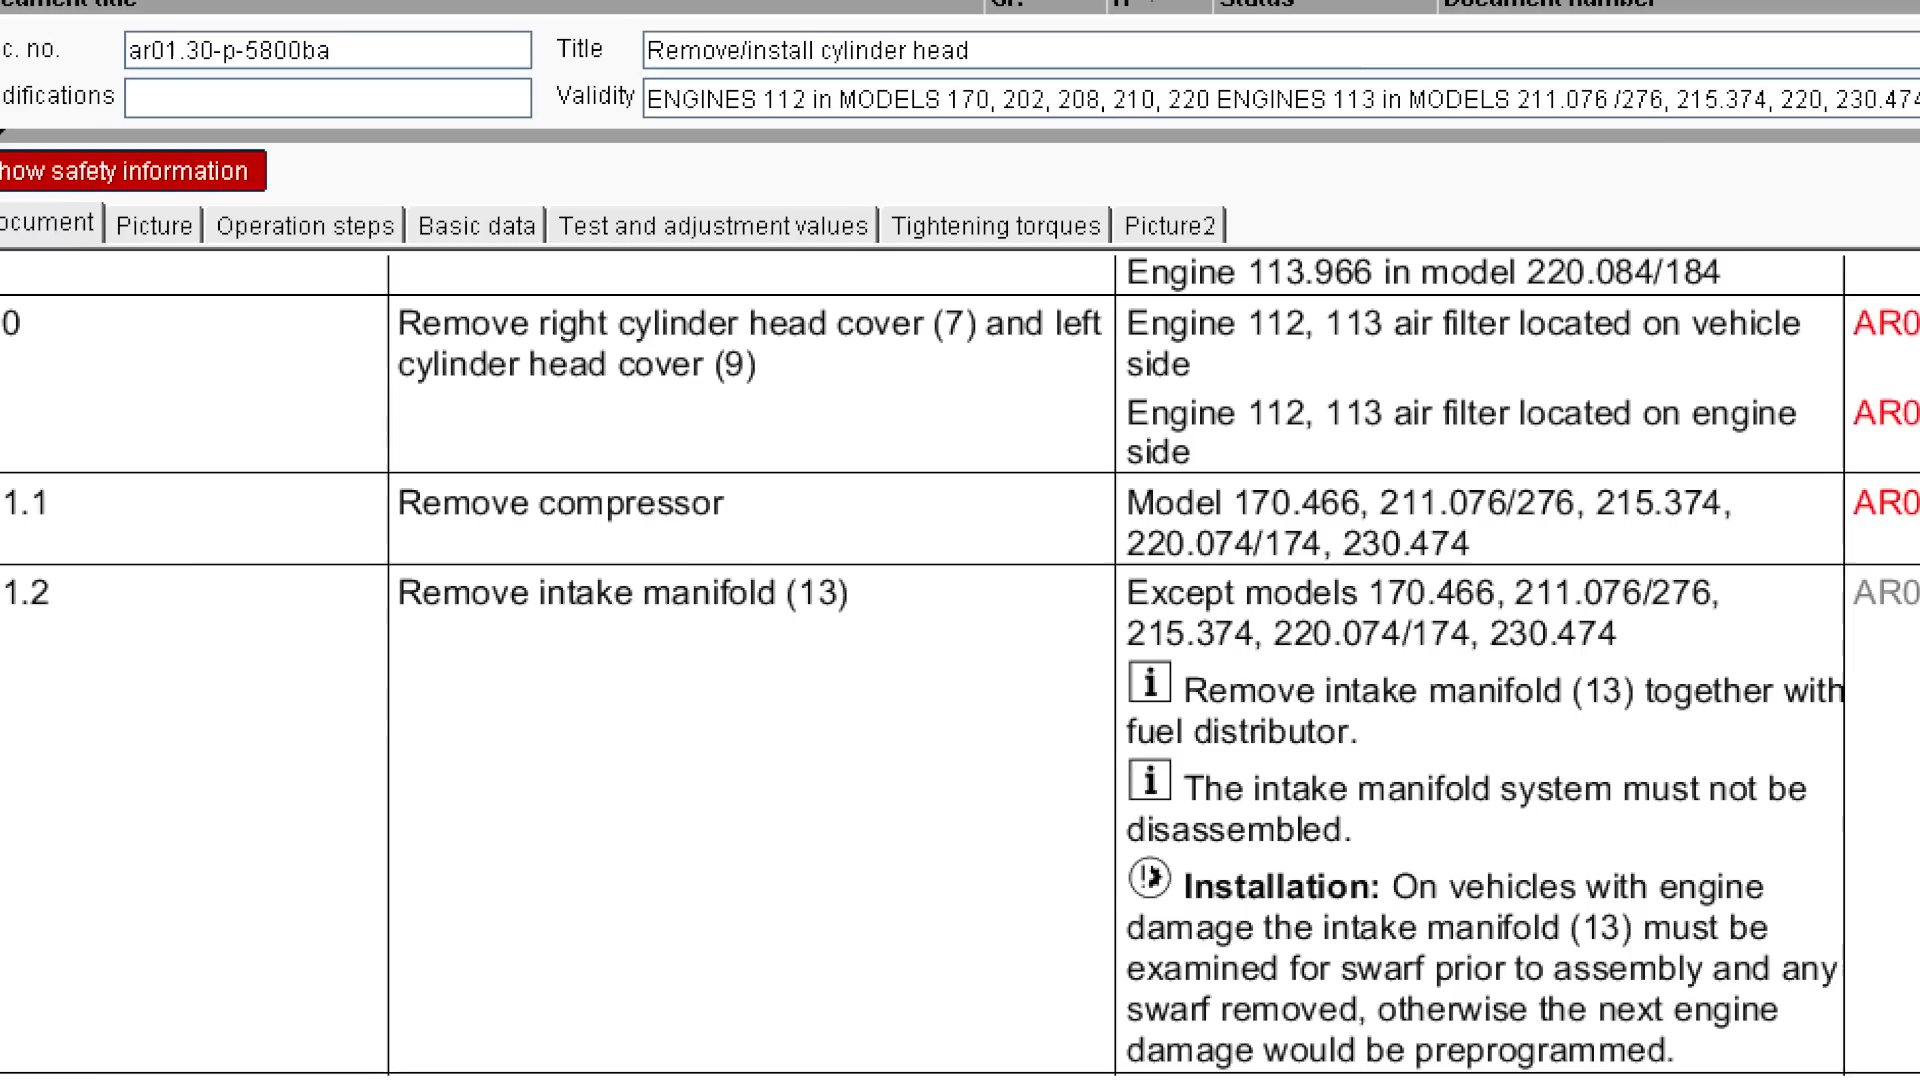 c. no.
ar01.30-p-5800ba
Title
Remove/install cylinder head
difications
Validity
ENGINES 112 in MODELS 170, 202, 208, 210, 220 ENGINES 113 in MODELS 211.076 /276, 215.374, 220, 230.474
how safety information
ocument
Picture
Operation steps
Basic data
Test and adjustment values
Tightening torques
Picture2
Engine 113.966 in model 220.084/184
0
Remove right cylinder head cover (7) and left
cylinder head cover (9)
Engine 112, 113 air filter located on vehicle
side
AR0
Engine 112, 113 air filter located on engine
side
AR0
1.1
Remove compressor
Model 170.466, 211.076/276, 215.374,
220.074/174, 230.474
AR0
1.2
Remove intake manifold (13)
Except models 170.466, 211.076/276,
215.374, 220.074/174, 230.474
AR0
i Remove intake manifold (13) together with
fuel distributor.
i The intake manifold system must not be
disassembled.
Installation: On vehicles with engine
damage the intake manifold (13) must be
examined for swarf prior to assembly and any
swarf removed, otherwise the next engine
damage would be preprogrammed.